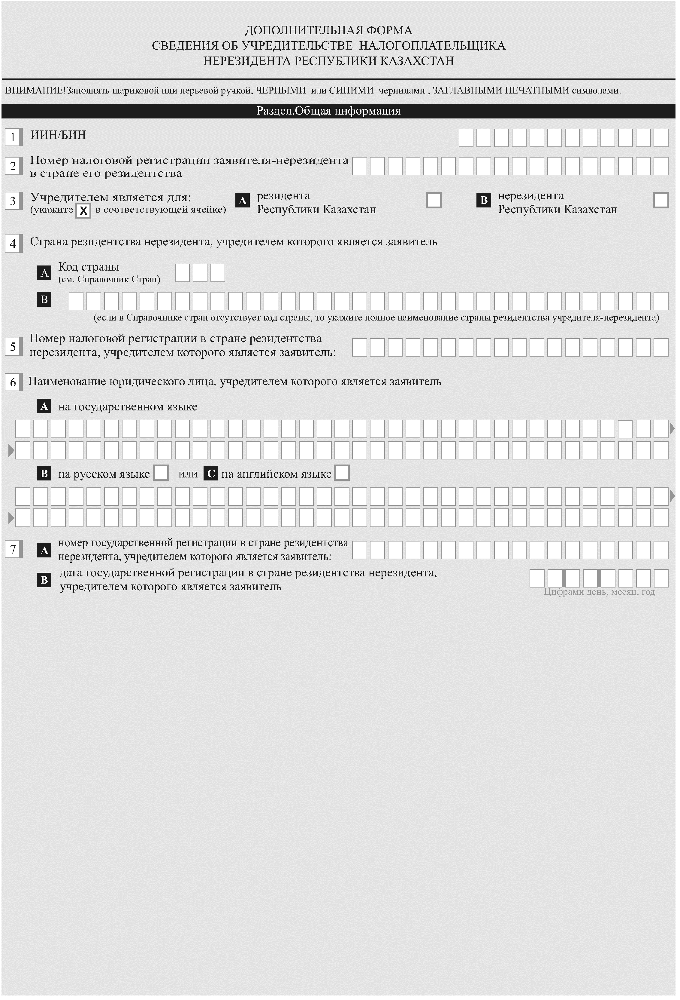 ДОПОЛНИТЕЛЬНАЯ ФОРМА
СВЕДЕНИЯ ОБ УЧРЕДИТЕЛЬСТВЕ НАЛОГОПЛАТЕЛЬЩИКА
НЕРЕЗИДЕНТА РЕСПУБЛИКИ КАЗАХСТАН
ВНИМАНИЕ!Заполнять шариковой или перьевой ручкой, ЧЕРНЫМИ или СИНИМИ чернилами , ЗАГЛАВНЫМИ ПЕЧАТНЫМИ символами.
Раздел.Общая информация
1 ИИН/БИН
2 Номер налоговой регистрации заявителя-нерезидента
в стране его резидентства
3 Учредителем является для:
(укажите X в соответствующей ячейке)
A резидента
Республики Казахстан
B нерезидента
Республики Казахстан
4 Страна резидентства нерезидента, учредителем которого является заявитель
A Код страны
(см. Справочник Стран)
B
(если в Справочнике стран отсутствует код страны, то укажите полное наименование страны резидентства учредителя-нерезидента)
5 Номер налоговой регистрации в стране резидентства
нерезидента, учредителем которого является заявитель:
6 Наименование юридического лица, учредителем которого является заявитель
A на государственном языке
B на русском языке или C на английском языке
7 A номер государственной регистрации в стране резидентства
нерезидента, учредителем которого является заявитель:
B дата государственной регистрации в стране резидентства нерезидента,
учредителем которого является заявитель
Цифрами день, месяц, год